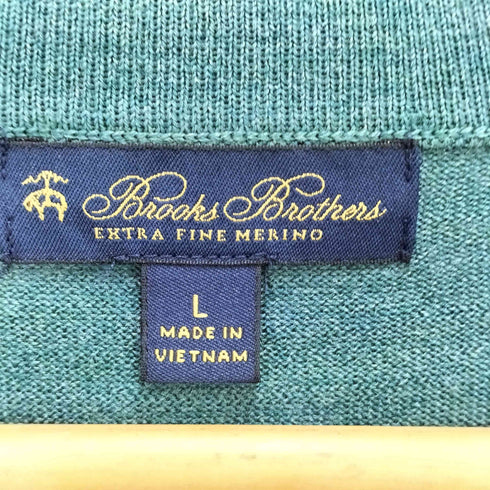 Brooks Brothers
EXTRA FINE MERINO
L
MADE IN
VIETNAM